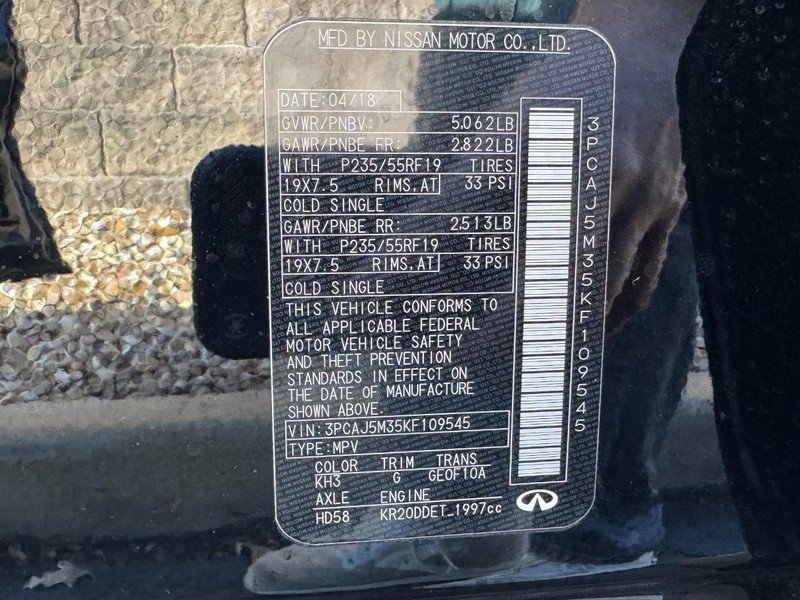 MFD BY NISSAN MOTOR CO.,LTD.
DATE:04/18
GVWR/PNBV: 5.062LB
GAWR/PNBE FR: 2.822LB
WITH P235/55RF19 TIRES
19X7.5 RIMS.AT 33 PSI
COLD SINGLE
GAWR/PNBE RR: 2.513LB
WITH P235/55RF19 TIRES
19X7.5 RIMS.AT 33 PSI
COLD SINGLE
THIS VEHICLE CONFORMS TO
ALL APPLICABLE FEDERAL
MOTOR VEHICLE SAFETY
AND THEFT PREVENTION
STANDARDS IN EFFECT ON
THE DATE OF MANUFACTURE
SHOWN ABOVE.
VIN: 3PCAJ5M35KF109545
TYPE: MPV
COLOR TRIM TRANS
KH3 G GEOF10A
AXLE ENGINE
HD58 KR20DDET_1997cc
3PCAJ5M35KF109545